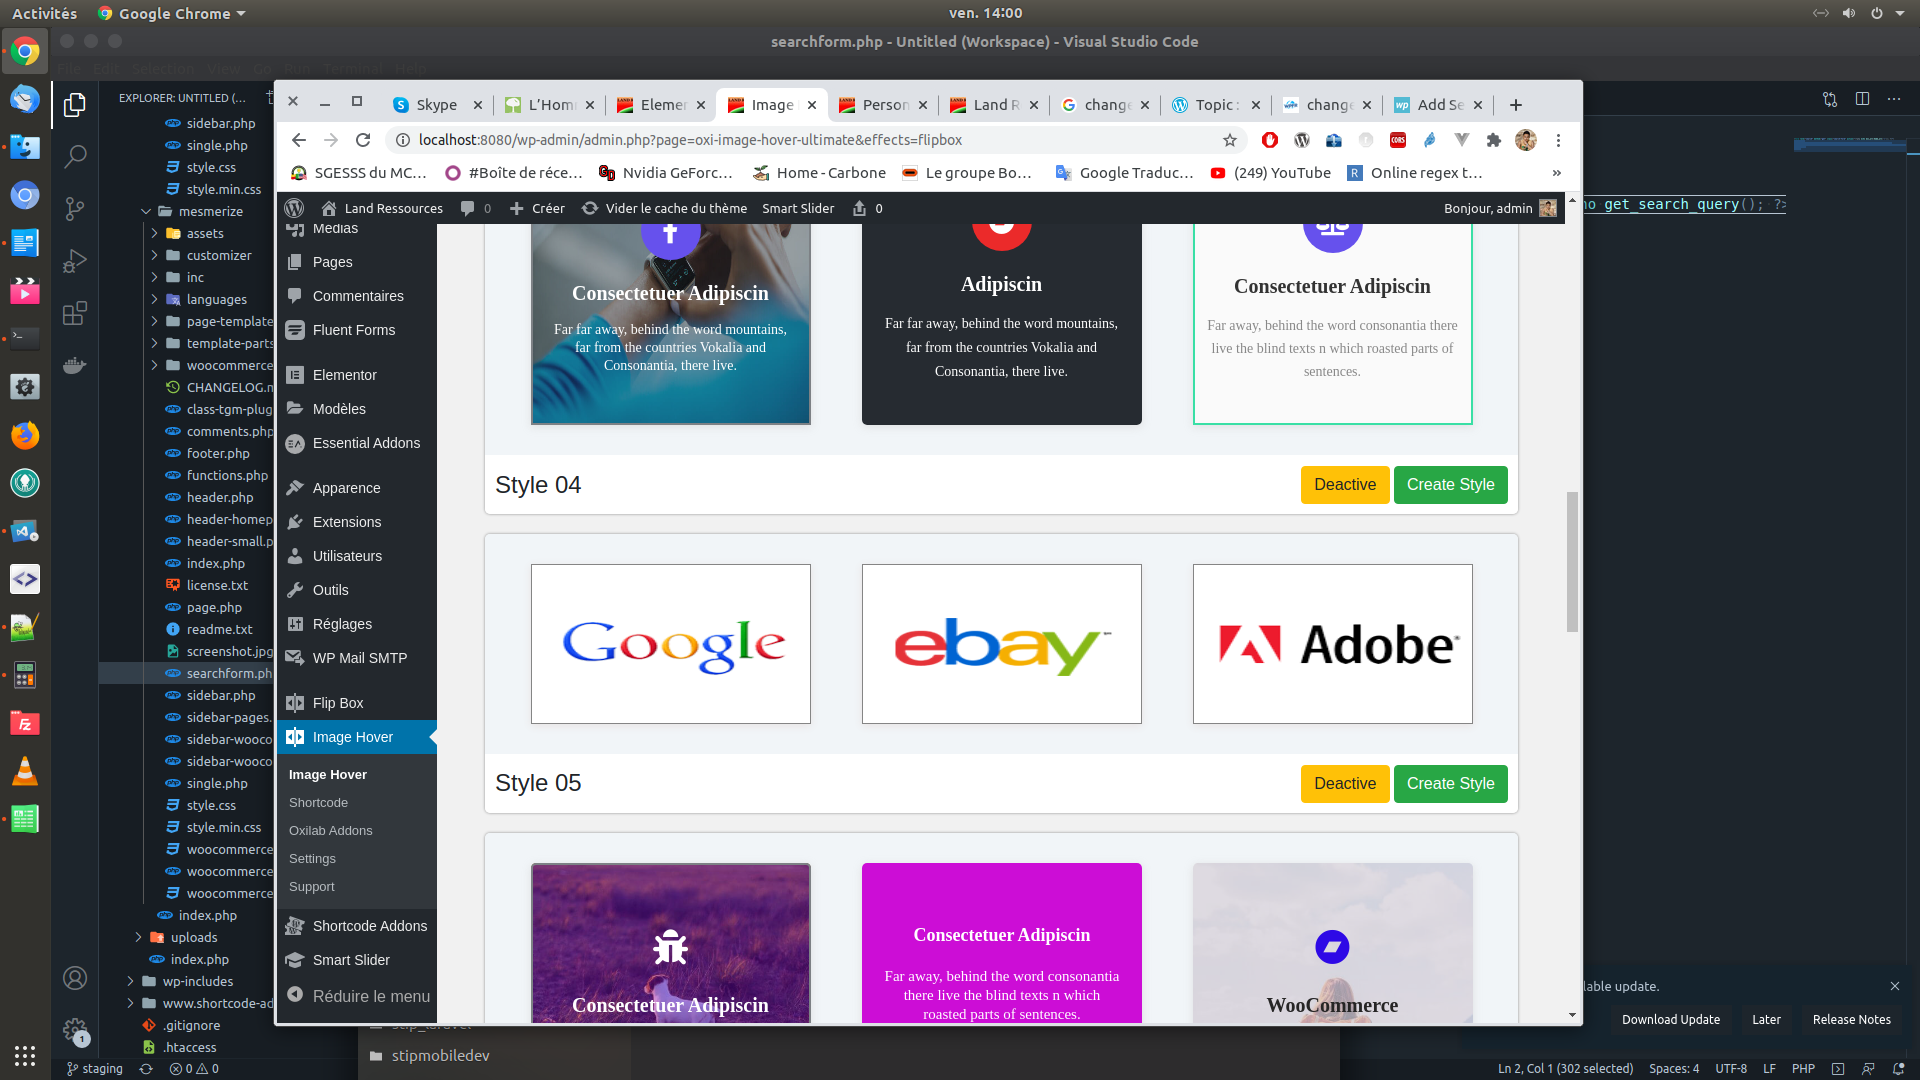 Activités
Google Chrome
ven. 14:00
searchform.php - Untitled (Workspace) - Visual Studio Code
File Edit Selection View Go Run Terminal Help
EXPLORER: UNTITLED (...
sidebar.php
single.php
style.css
style.min.css
mesmerize
assets
customizer
inc
languages
page-template
template-parts
woocommerce
CHANGELOG.m
class-tgm-plug
comments.php
footer.php
functions.php
header.php
header-homep
header-small.p
index.php
license.txt
page.php
readme.txt
screenshot.jpg
searchform.ph
sidebar.php
sidebar-pages.
sidebar-wooco
sidebar-wooco
single.php
style.css
style.min.css
woocommerce
woocommerce
woocommerce
index.php
uploads
index.php
wp-includes
www.shortcode-ad
.gitignore
.htaccess
Skype
L'Hom
Elemen
Image
Person
Land R
change
Topic :
change
Add Se
localhost:8080/wp-admin/admin.php?page=oxi-image-hover-ultimate&effects=flipbox
SGESSS du MC...
#Boîte de réce...
Nvidia GeForc...
Home - Carbone
Le groupe Bo...
Google Traduc...
(249) YouTube
Online regex t...
»
Land Ressources
0
Créer
Vider le cache du thème
Smart Slider
0
Bonjour, admin
Médias
Pages
Commentaires
Fluent Forms
Elementor
Modèles
Essential Addons
Apparence
Extensions
Utilisateurs
Outils
Réglages
WP Mail SMTP
Flip Box
Image Hover
Image Hover
Shortcode
Oxilab Addons
Settings
Support
Shortcode Addons
Smart Slider
Réduire le menu
Consectetuer Adipiscin
Far far away, behind the word mountains,
far from the countries Vokalia and
Consonantia, there live.
Adipiscin
Far far away, behind the word mountains,
far from the countries Vokalia and
Consonantia, there live.
Consectetuer Adipiscin
Far away, behind the word consonantia there
live the blind texts n which roasted parts of
sentences.
Style 04
Deactive
Create Style
Google
ebay™
Adobe®
Style 05
Deactive
Create Style
Consectetuer Adipiscin
Consectetuer Adipiscin
Far away, behind the word consonantia
there live the blind texts n which
roasted parts of sentences.
WooCommerce
o get_search_query(); ?>
lable update.
Download Update
Later
Release Notes
stip_laravel
stipmobiledev
1
staging
0
0
Ln 2, Col 1 (302 selected)
Spaces: 4
UTF-8
LF
PHP